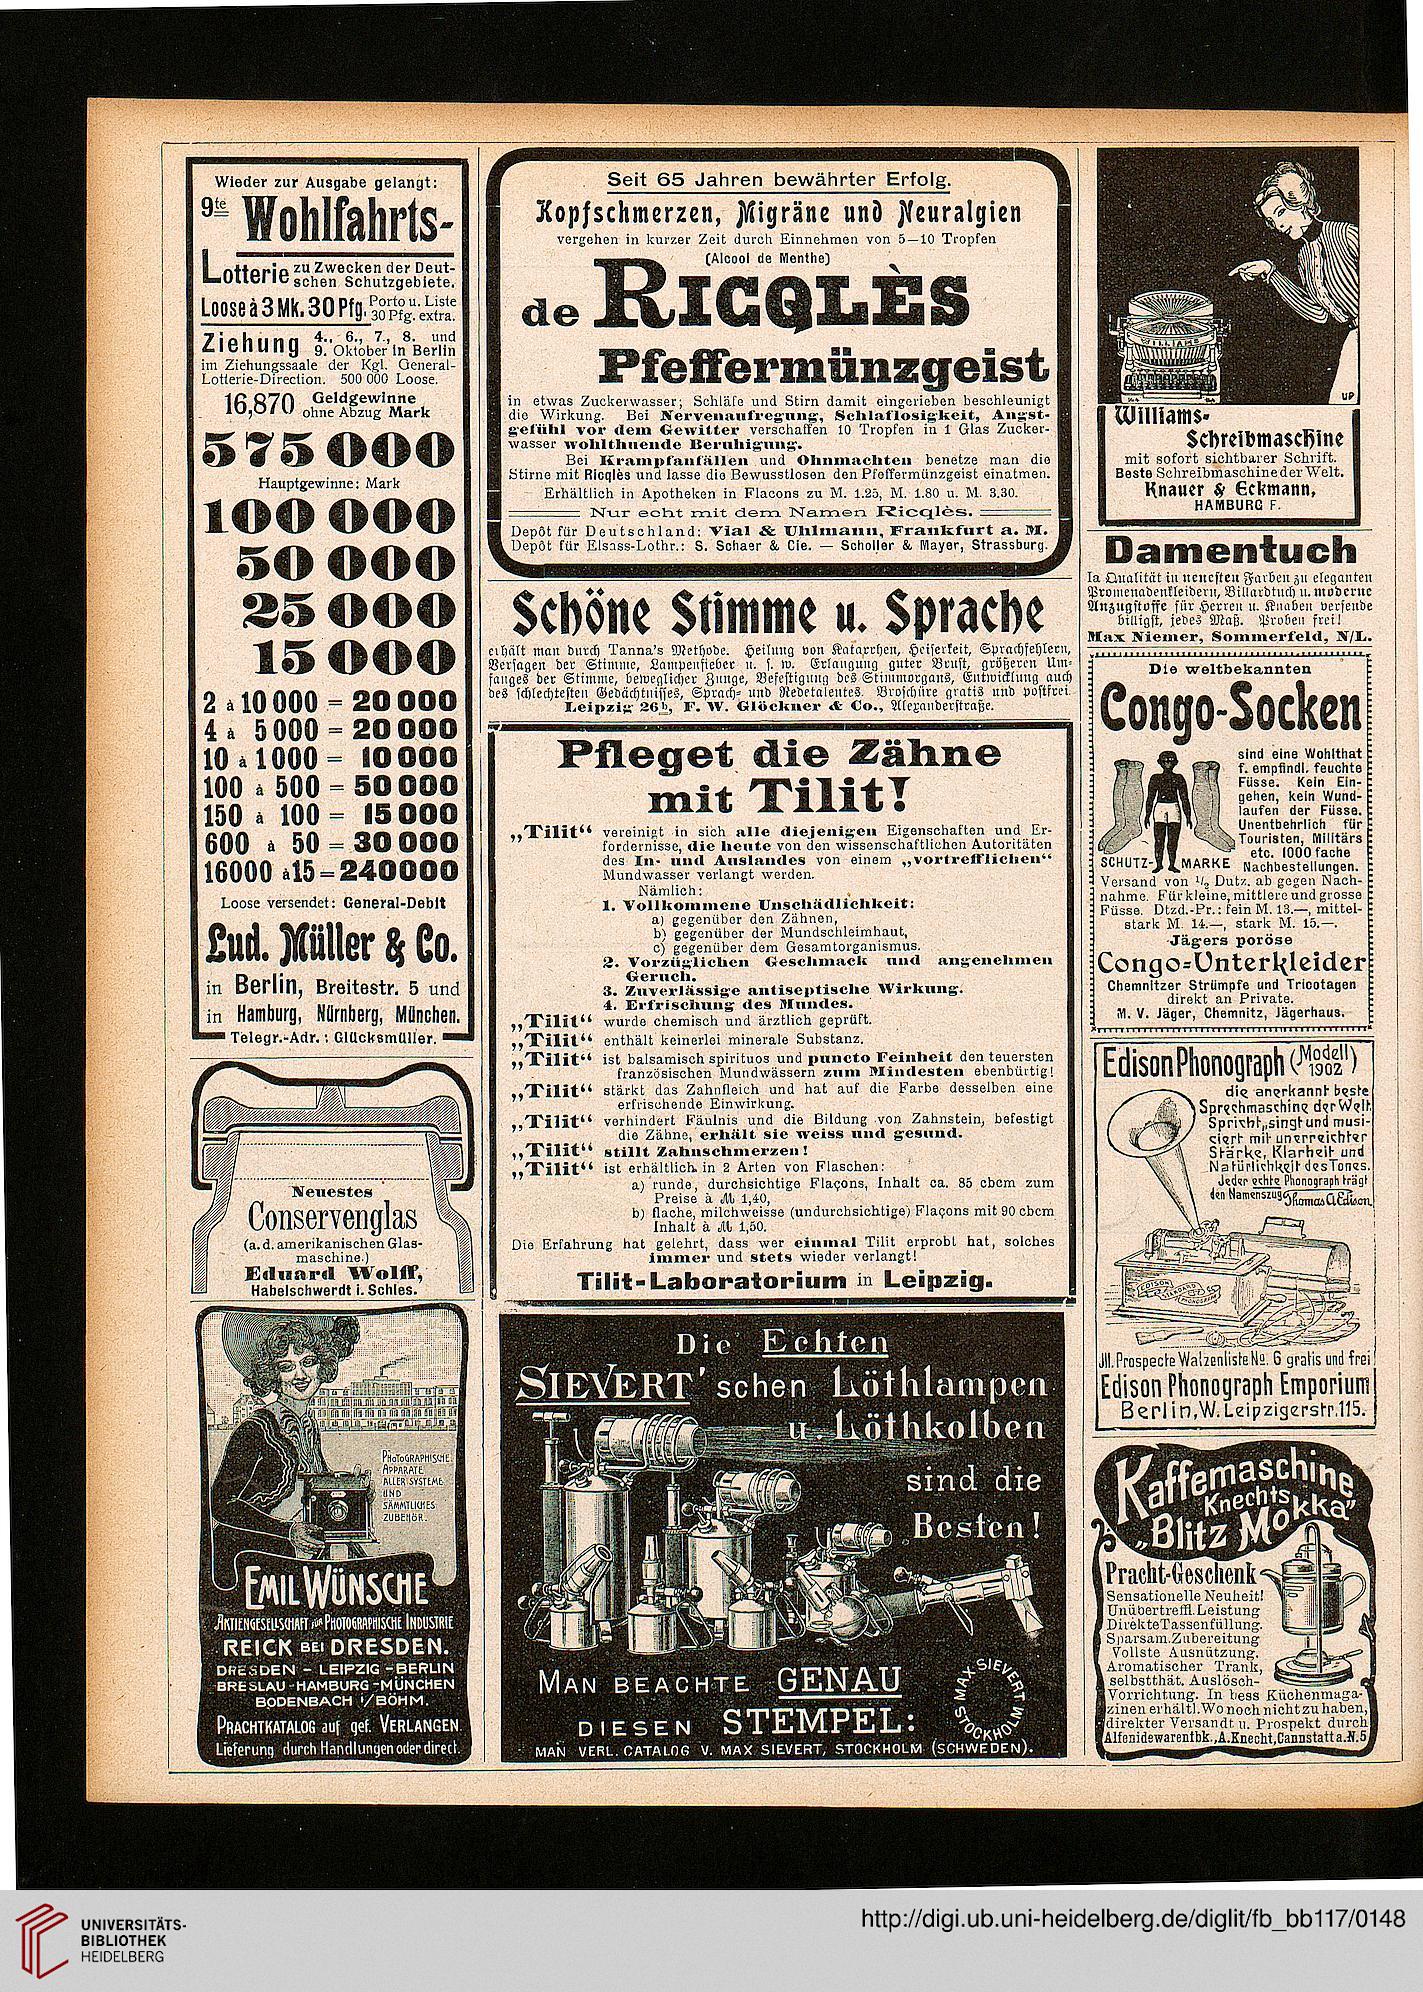 Wieder zur Ausgabe gelangt:
9te Wohlfahrts-
Lotterie zu Zwecken der Deut-
schen Schutzgebiete.
Loose à 3 Mk. 30 Pfg. Porto u. Liste
30 Pfg. extra.
Ziehung 4., 6., 7., 8. und
9. Oktober in Berlin
im Ziehungssaale der Kgl. General-
Lotterie-Direction. 500 000 Loose.
16,870 Geldgewinne
ohne Abzug Mark
575 000
Hauptgewinne: Mark
100 000
50 000
25 000
15 000
2 à 10 000 = 20 000
4 à 5 000 = 20 000
10 à 1000 = 10 000
100 à 500 = 50 000
150 à 100 = 15 000
600 à 50 = 30 000
16000 à 15 = 240000
Loose versendet: General-Debit
Lud. Müller & Co.
in Berlin, Breitestr. 5 und
in Hamburg, Nürnberg, München.
Telegr.-Adr.: Glücksmüller.
Neuestes
Conservenglas
(a. d. amerikanischen Glas-
maschine.)
Eduard Wolff,
Habelschwerdt i. Schles.
PHOTOGRAPHISCHE
APPARATE
ALLER SYSTEME
UND
SÄMMTLICHES
ZUBEHÖR.
EMIL WÜNSCHE
AKTIENGESELLSCHAFT FÜR PHOTOGRAPHISCHE INDUSTRIE
REICK BEI DRESDEN.
DRESDEN - LEIPZIG - BERLIN
BRESLAU - HAMBURG - MÜNCHEN
BODENBACH i/BÖHM.
PRACHTKATALOG auf gef. VERLANGEN
Lieferung durch Handlungen oder direct.
Seit 65 Jahren bewährter Erfolg.
Kopfschmerzen, Migräne und Neuralgien
vergehen in kurzer Zeit durch Einnehmen von 5—10 Tropfen
(Alcool de Menthe)
de RICQLÈS
Pfeffermünzgeist
in etwas Zuckerwasser; Schläfe und Stirn damit eingerieben beschleunigt
die Wirkung. Bei Nervenaufregung, Schlaflosigkeit, Angst-
gefühl vor dem Gewitter verschaffen 10 Tropfen in 1 Glas Zucker-
wasser wohlthuende Beruhigung.
Bei Krampfanfällen und Ohnmachten benetze man die
Stirne mit Ricqlès und lasse die Bewusstlosen den Pfeffermünzgeist einatmen.
Erhältlich in Apotheken in Flacons zu M. 1.25, M. 1.80 u. M. 3.30.
Nur echt mit dem Namen Ricqlès.
Depôt für Deutschland: Vial & Uhlmann, Frankfurt a. M.
Depôt für Elsass-Lothr.: S. Schaer & Cie. — Scholler & Mayer, Strassburg.
Schöne Stimme u. Sprache
erhält man durch Tanna's Methode. Heilung von Katarrhen, Heiserkeit, Sprachfehlern,
Versagen der Stimme, Lampenfieber u. s. w. Erlangung guter Brust, größeren Um-
fanges der Stimme, beweglicher Zunge, Befestigung des Stimmorgans, Entwicklung auch
des schlechtesten Gedächtnisses, Sprach- und Redetalentes. Broschüre gratis und postfrei.
Leipzig 26b, F. W. Glöckner & Co., Alexanderstraße.
Pfleget die Zähne
mit Tilit!
„Tilit“ vereinigt in sich alle diejenigen Eigenschaften und Er-
fordernisse, die heute von den wissenschaftlichen Autoritäten
des In- und Auslandes von einem „vortrefflichen“
Mundwasser verlangt werden.
Nämlich:
1. Vollkommene Unschädlichkeit:
a) gegenüber den Zähnen,
b) gegenüber der Mundschleimhaut,
c) gegenüber dem Gesamtorganismus.
2. Vorzüglichen Geschmack und angenehmen
Geruch.
3. Zuverlässige antiseptische Wirkung.
4. Erfrischung des Mundes.
„Tilit“ wurde chemisch und ärztlich geprüft.
„Tilit“ enthält keinerlei minerale Substanz.
„Tilit“ ist balsamisch spirituos und puncto Feinheit den teuersten
französischen Mundwässern zum Mindesten ebenbürtig!
„Tilit“ stärkt das Zahnfleich und hat auf die Farbe desselben eine
erfrischende Einwirkung.
„Tilit“ verhindert Fäulnis und die Bildung von Zahnstein, befestigt
die Zähne, erhält sie weiss und gesund.
„Tilit“ stillt Zahnschmerzen!
„Tilit“ ist erhältlich in 2 Arten von Flaschen:
a) runde, durchsichtige Flaçons, Inhalt ca. 85 cbcm zum
Preise à ℳ 1,40,
b) flache, milchweisse (undurchsichtige) Flaçons mit 90 cbcm
Inhalt à ℳ 1,50.
Die Erfahrung hat gelehrt, dass wer einmal Tilit erprobt hat, solches
immer und stets wieder verlangt!
Tilit-Laboratorium in Leipzig.
Die Echten
SIEVERT'schen Löthlampen
u. Löthkolben
sind die
Besten!
MAN BEACHTE GENAU
DIESEN STEMPEL:
MAX SIEVERT STOCKHOLM
MAN VERL. CATALOG V. MAX SIEVERT, STOCKHOLM (SCHWEDEN).
WILLIAMS
UP
Williams-
Schreibmaschine
mit sofort sichtbarer Schrift.
Beste Schreibmaschine der Welt.
Knauer & Eckmann,
HAMBURG F.
Damentuch
Ia Qualität in neuesten Farben zu eleganten
Promenadenkleidern, Billardtuch u. moderne
Anzugstoffe für Herren u. Knaben versende
billigst, jedes Maß. Proben frei!
Max Niemer, Sommerfeld, N/L.
Die weltbekannten
Congo-Socken
sind eine Wohlthat
f. empfindl. feuchte
Füsse. Kein Ein-
gehen, kein Wund-
laufen der Füsse.
Unentbehrlich für
Touristen, Militärs
etc. 1000 fache
Nachbestellungen.
SCHUTZ-MARKE
Versand von ½ Dutz. ab gegen Nach-
nahme. Für kleine, mittlere und grosse
Füsse. Dtzd.-Pr.: fein M. 13.—, mittel-
stark M. 14.—, stark M. 15.—.
Jägers poröse
Congo-Unterkleider
Chemnitzer Strümpfe und Tricotagen
direkt an Private.
M. V. Jäger, Chemnitz, Jägerhaus.
Edison Phonograph (Modell 1902)
die anerkannt beste
Sprechmaschine der Welt.
Spricht, singt und musi-
ciert mit unerreichter
Stärke, Klarheit und
Natürlichkeit des Tones.
Jeder echte Phonograph trägt
den Namenszug Thomas A Edison
EDISON
STANDARD
PHONOGRAPH
Jll. Prospecte Walzenliste No. 6 gratis und frei
Edison Phonograph Emporium
Berlin, W. Leipzigerstr. 115.
Kaffemaschine
Knechts
„Blitz Mokka“
Pracht-Geschenk
Sensationelle Neuheit!
Unübertreffl. Leistung
Direkte Tassenfüllung.
Sparsam. Zubereitung
Vollste Ausnützung.
Aromatischer Trank,
selbstthät. Auslösch-
Vorrichtung. In bess Küchenmaga-
zinen erhältl. Wo noch nicht zu haben,
direkter Versandt u. Prospekt durch
Alfenidewarenfbk., A. Knecht, Cannstatt a. N. 5
UNIVERSITÄTS-
BIBLIOTHEK
HEIDELBERG
http://digi.ub.uni-heidelberg.de/diglit/fb_bb117/0148